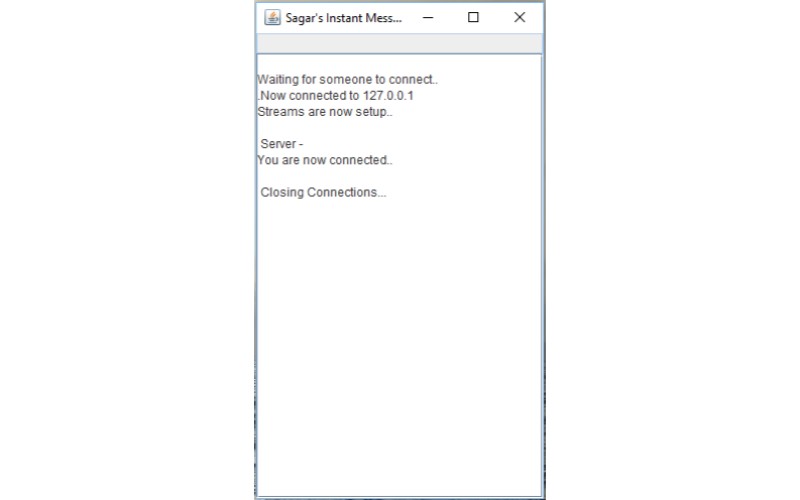 Sagar's Instant Mess...
Waiting for someone to connect..
.Now connected to 127.0.0.1
Streams are now setup..
Server -
You are now connected..
Closing Connections...